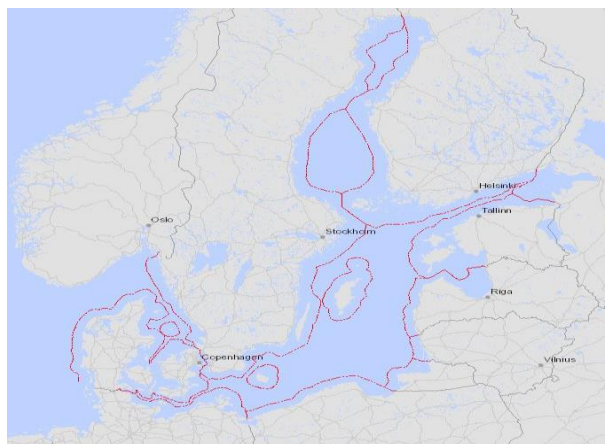 Helsinki
Oslo
Tallinn
Stockholm
Riga
Copenhagen
Vilnius